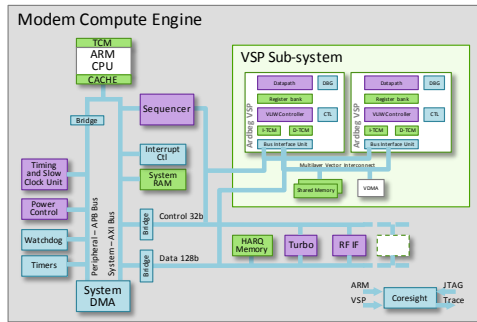 Modem Compute Engine
TCM
ARM
CPU
CACHE
Bridge
Sequencer
Interrupt
Ctl
System
RAM
Timing
and Slow
Clock Unit
Power
Control
Watchdog
Timers
Peripheral – APB Bus
System – AXI Bus
System
DMA
VSP Sub-system
Ardbeg VSP
Datapath
DBG
Register bank
VLIW Controller
CTL
I-TCM
D-TCM
Bus Interface Unit
Ardbeg VSP
Datapath
DBG
Register bank
VLIW Controller
CTL
I-TCM
D-TCM
Bus Interface Unit
Multilayer Vector Interconnect
Shared Memory
VDMA
Bridge
Control 32b
HARQ
Memory
Turbo
RF IF
Bridge
Data 128b
ARM
VSP
Coresight
JTAG
Trace